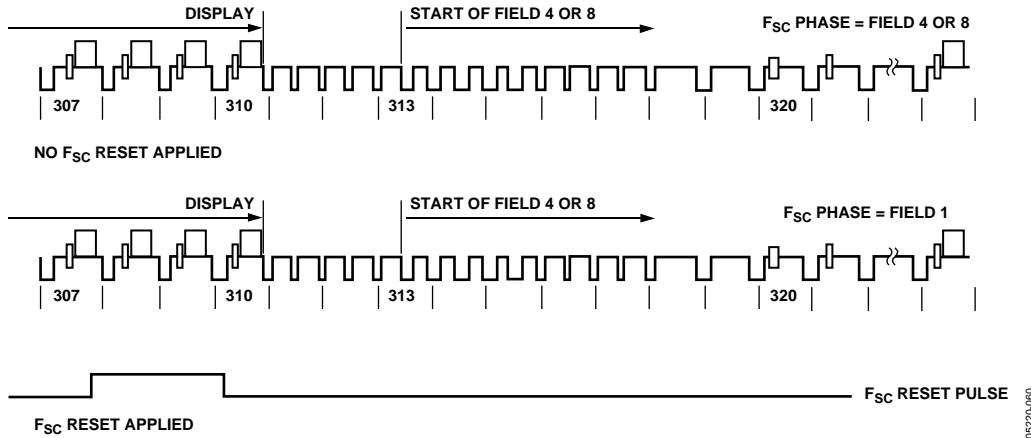 DISPLAY START OF FIELD 4 OR 8
FSC PHASE = FIELD 4 OR 8
307 310 313 320
NO FSC RESET APPLIED
DISPLAY START OF FIELD 4 OR 8
FSC PHASE = FIELD 1
307 310 313 320
FSC RESET PULSE
FSC RESET APPLIED
05220-060